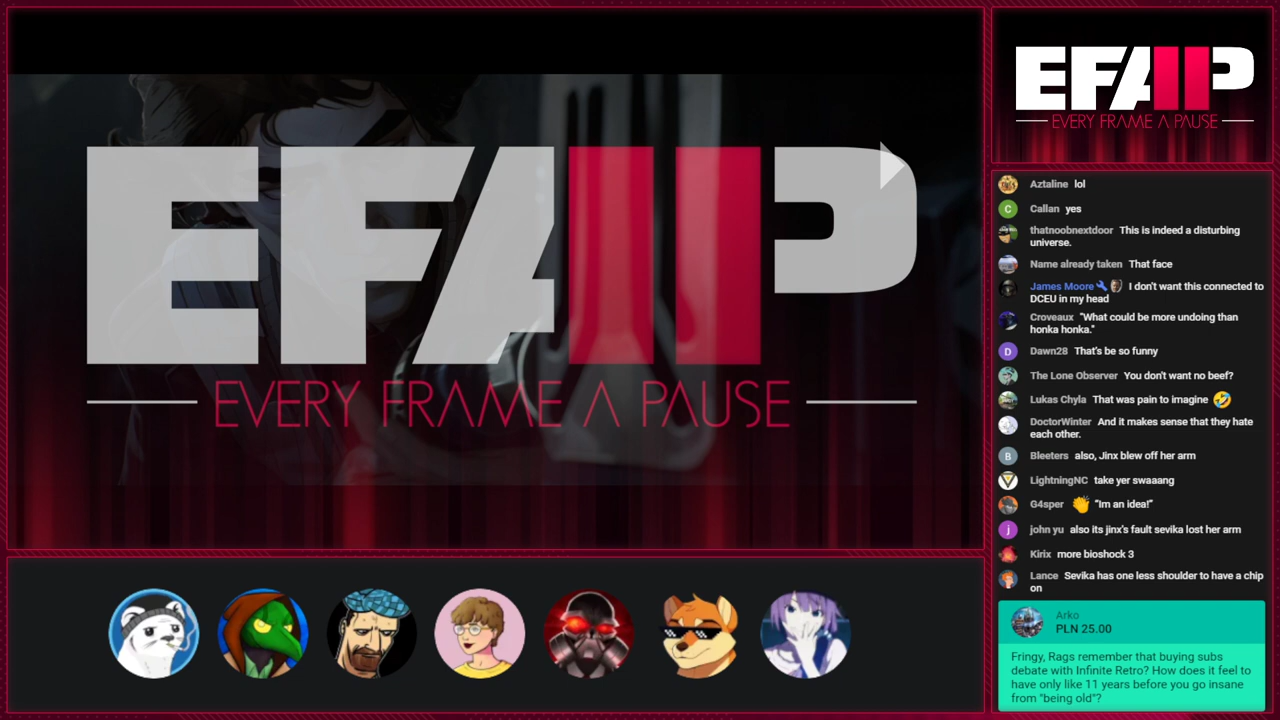 EFAP
EVERY FRAME A PAUSE
EFAP
EVERY FRAME A PAUSE
Aztaline lol
C Callan yes
thatnoobnextdoor This is indeed a disturbing
universe.
Name already taken That face
James Moore I don't want this connected to
DCEU in my head
Croveaux "What could be more undoing than
honka honka."
D Dawn28 That's be so funny
The Lone Observer You don't want no beef?
Lukas Chyla That was pain to imagine 🤣
DoctorWinter And it makes sense that they hate
each other.
B Bleeters also, Jinx blew off her arm
LightningNC take yer swaaang
G4sper 👏 "Im an idea!"
j john yu also its jinx's fault sevika lost her arm
Kirix more bioshock 3
Lance Sevika has one less shoulder to have a chip
on
Arko
PLN 25.00
Fringy, Rags remember that buying subs
debate with Infinite Retro? How does it feel to
have only like 11 years before you go insane
from "being old"?